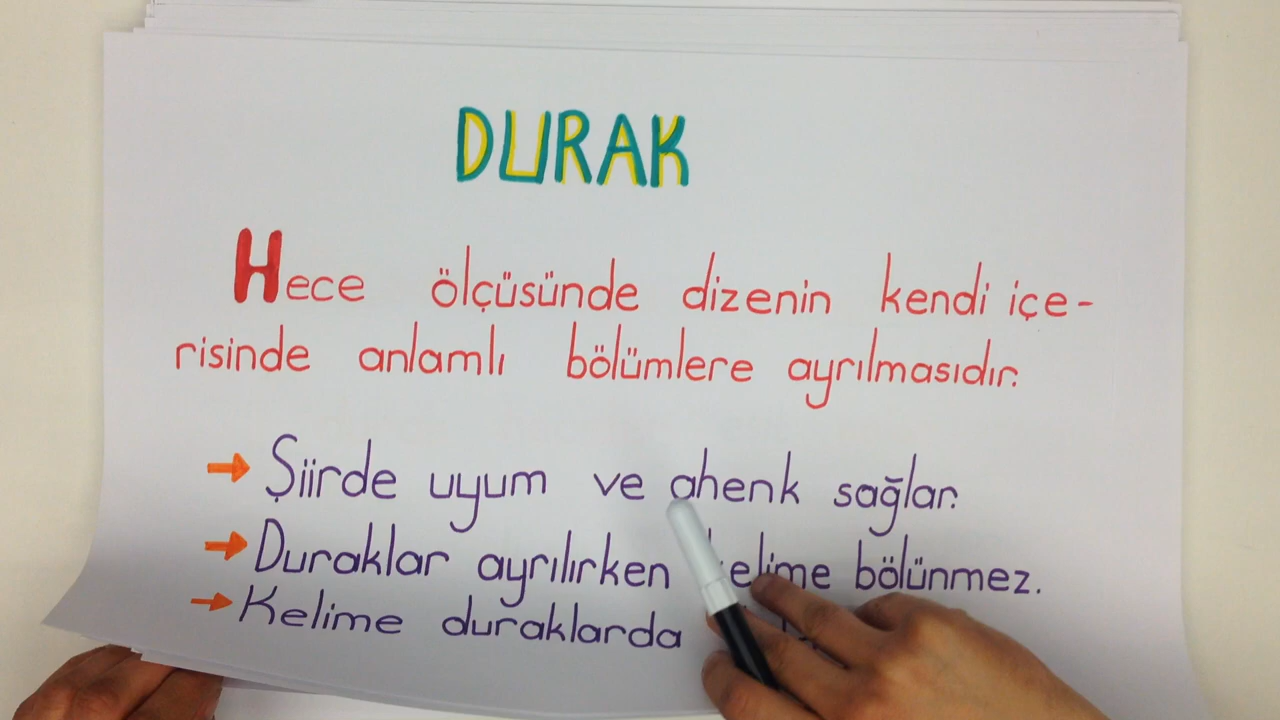 DURAK
Hece ölçüsünde dizenin kendi içe-
risinde anlamlı bölümlere ayrılmasıdır.
Şiirde uyum ve ahenk sağlar.
Duraklar ayrılırken kelime bölünmez.
Kelime duraklarda